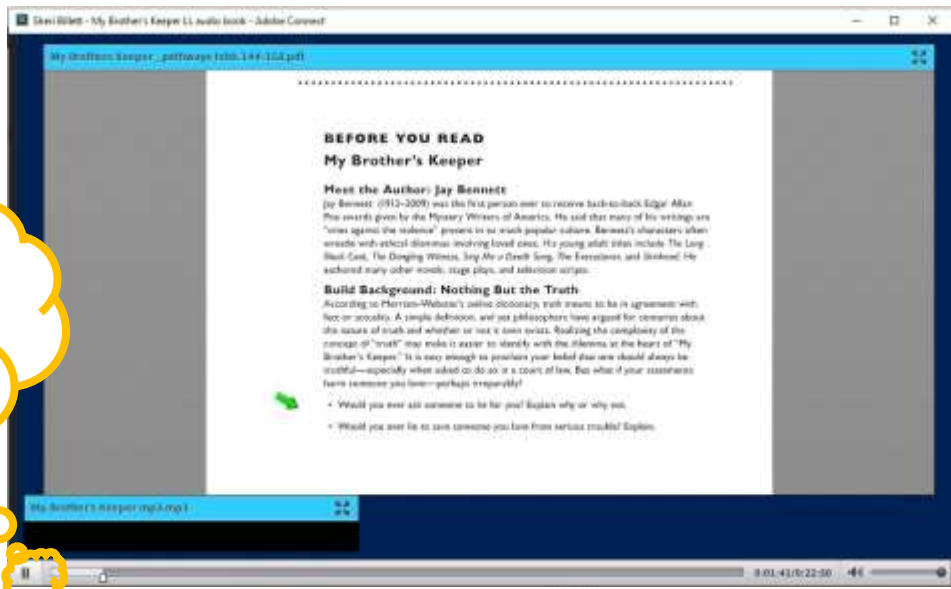 Sheri Billett - My Brother's Keeper LL audio book - Adobe Connect
My Brothers Keeper _pathways
BEFORE YOU READ
My Brother's Keeper
Meet the Author: Jay Bennett
Jay Bennett (1912–2009) was the first person ever to receive back-to-back Edgar Allan
Poe awards given by the Mystery Writers of America. He said that many of his writings are
"cries against the violence" present in so much popular culture. Bennett's characters often
wrestle with ethical dilemmas involving loved ones. His young adult titles include The Long
Black Coat, The Dangling Witness, Sing Me a Death Song, The Executioner, and Skinhead. He
authored many other novels, stage plays, and television scripts.
Build Background: Nothing But the Truth
According to Merriam-Webster's online dictionary, truth means to be in agreement with
fact or actuality. A simple definition, and yet philosophers have argued for centuries about
the nature of truth and whether or not it even exists. Realizing the complexity of the
concept of "truth" may make it easier to identify with the dilemma at the heart of "My
Brother's Keeper." It is easy enough to proclaim your belief that one should always be
truthful—especially when asked to do so in a court of law. But what if your statements
harm someone you love—perhaps irreparably?
• Would you ever ask someone to lie for you? Explain why or why not.
• Would you ever lie to save someone you love from serious trouble? Explain.
My Brother's Keeper mp3.mp3
0:01:41/0:22:50